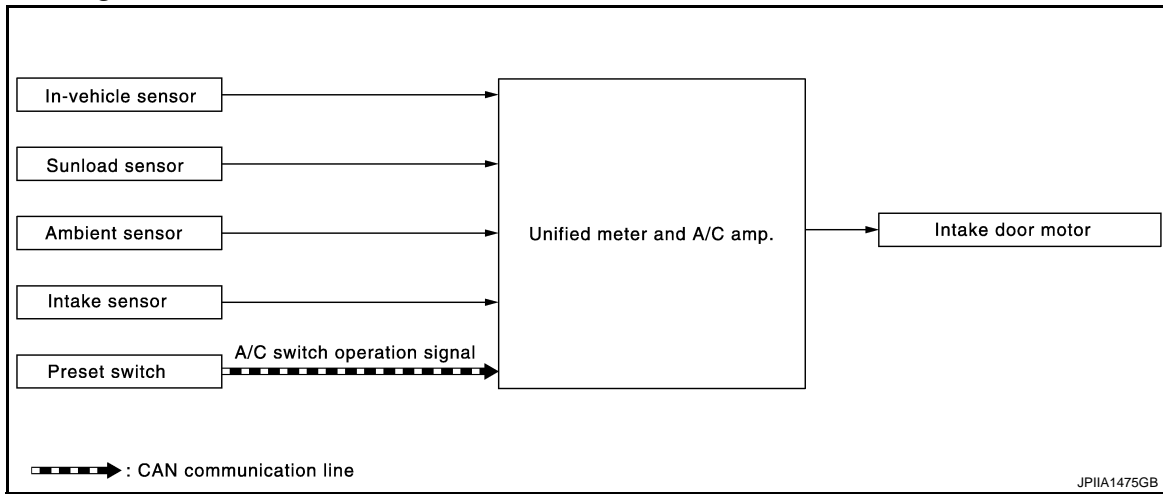 In-vehicle sensor
Sunload sensor
Ambient sensor
Intake sensor
Preset switch
A/C switch operation signal
Unified meter and A/C amp.
Intake door motor
: CAN communication line
JPIIA1475GB